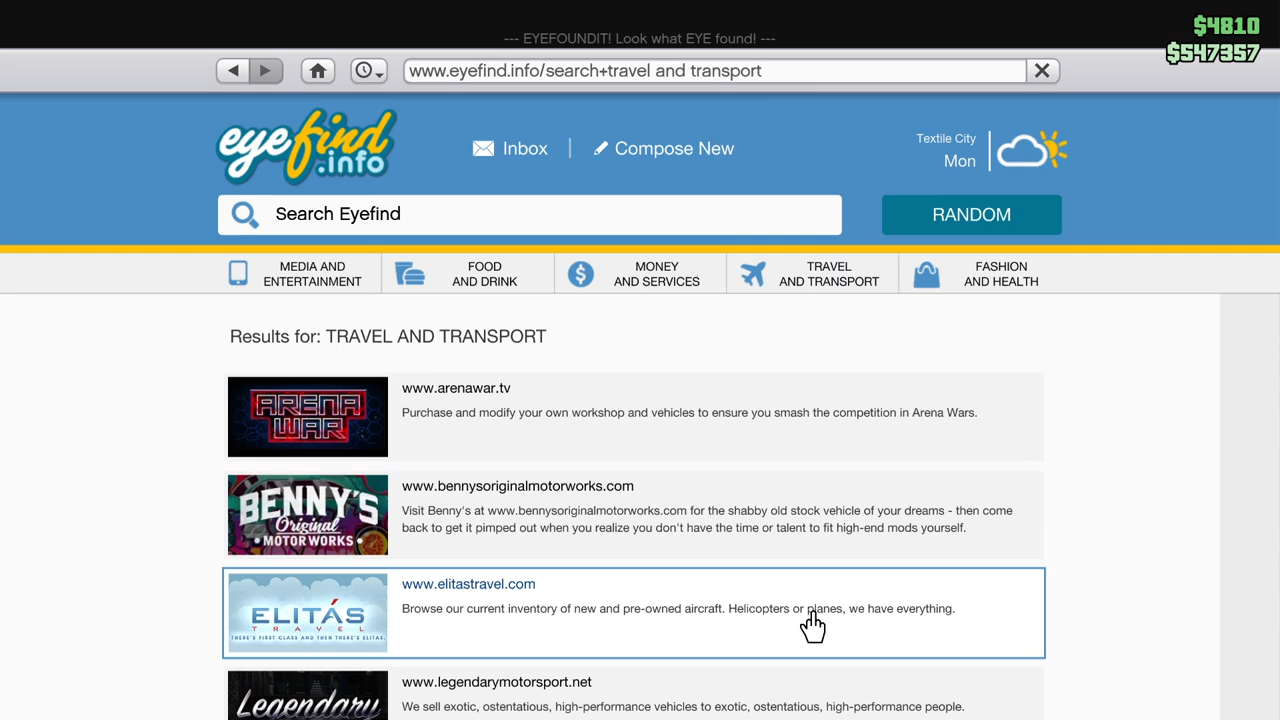 $4810
--- EYEFOUNDIT! Look what EYE found! ---
$547357
www.eyefind.info/search+travel and transport
eyefind
.info
Inbox
Compose New
Textile City
Mon
Search Eyefind
RANDOM
MEDIA AND
ENTERTAINMENT
FOOD
AND DRINK
MONEY
AND SERVICES
TRAVEL
AND TRANSPORT
FASHION
AND HEALTH
Results for: TRAVEL AND TRANSPORT
ARENA
WAR
www.arenawar.tv
Purchase and modify your own workshop and vehicles to ensure you smash the competition in Arena Wars.
BENNY'S
Original
• MOTOR WORKS •
www.bennysoriginalmotorworks.com
Visit Benny's at www.bennysoriginalmotorworks.com for the shabby old stock vehicle of your dreams - then come
back to get it pimped out when you realize you don't have the time or talent to fit high-end mods yourself.
ELITÁS
TRAVEL
THERE'S FIRST CLASS AND THEN THERE'S ELITAS.
www.elitastravel.com
Browse our current inventory of new and pre-owned aircraft. Helicopters or planes, we have everything.
Legendary
www.legendarymotorsport.net
We sell exotic, ostentatious, high-performance vehicles to exotic, ostentatious, high-performance people.